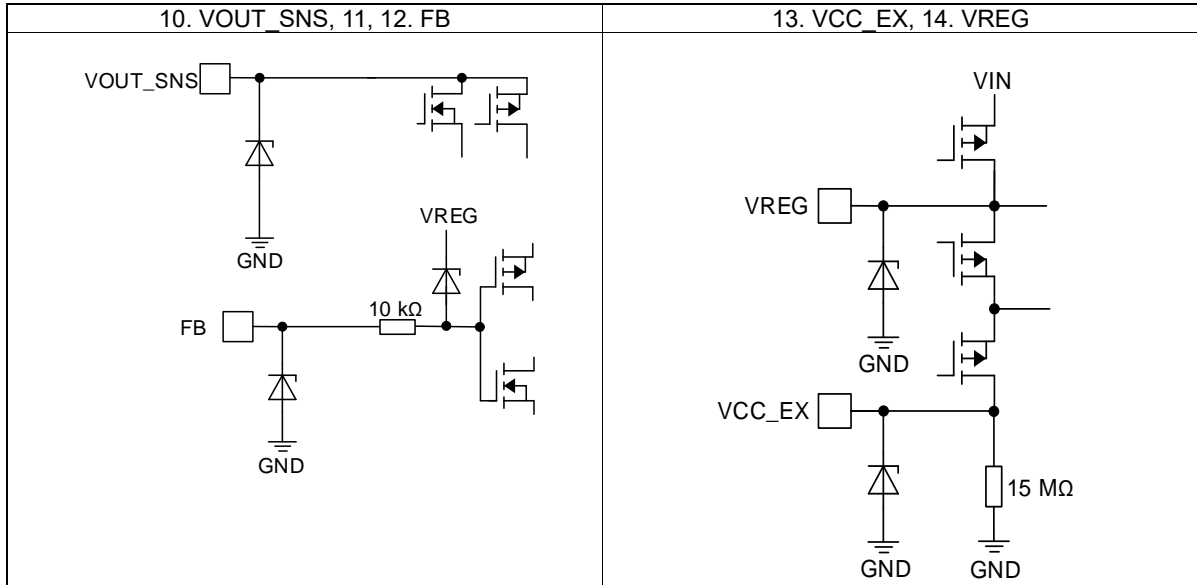 10. VOUT_SNS, 11, 12. FB
VOUT_SNS
GND
VREG
10 kΩ
FB
GND
13. VCC_EX, 14. VREG
VIN
VREG
GND
VCC_EX
15 MΩ
GND
GND